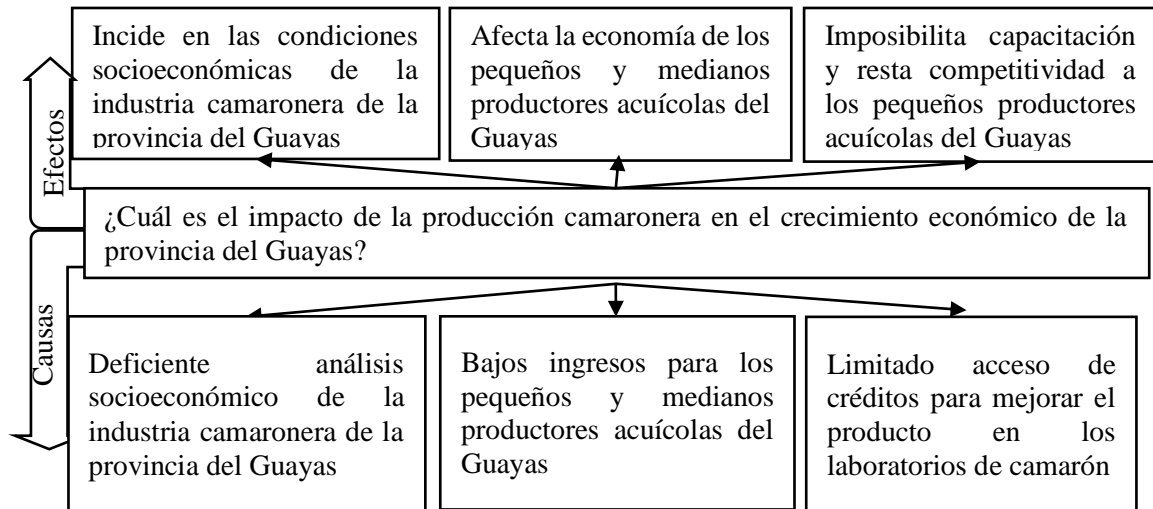 Incide en las condiciones
socioeconómicas de la
industria camaronera de la
provincia del Guayas
Afecta la economía de los
pequeños y medianos
productores acuícolas del
Guayas
Imposibilita capacitación
y resta competitividad a
los pequeños productores
acuícolas del Guayas
Efectos
¿Cuál es el impacto de la producción camaronera en el crecimiento económico de la
provincia del Guayas?
Causas
Deficiente análisis
socioeconómico de la
industria camaronera de la
provincia del Guayas
Bajos ingresos para los
pequeños y medianos
productores acuícolas del
Guayas
Limitado acceso de
créditos para mejorar el
producto en los
laboratorios de camarón